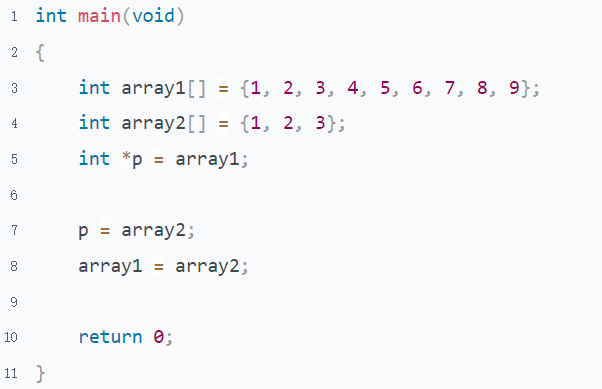 1 int main(void)
2 {
3     int array1[] = {1, 2, 3, 4, 5, 6, 7, 8, 9};
4     int array2[] = {1, 2, 3};
5     int *p = array1;
6
7     p = array2;
8     array1 = array2;
9
10     return 0;
11 }